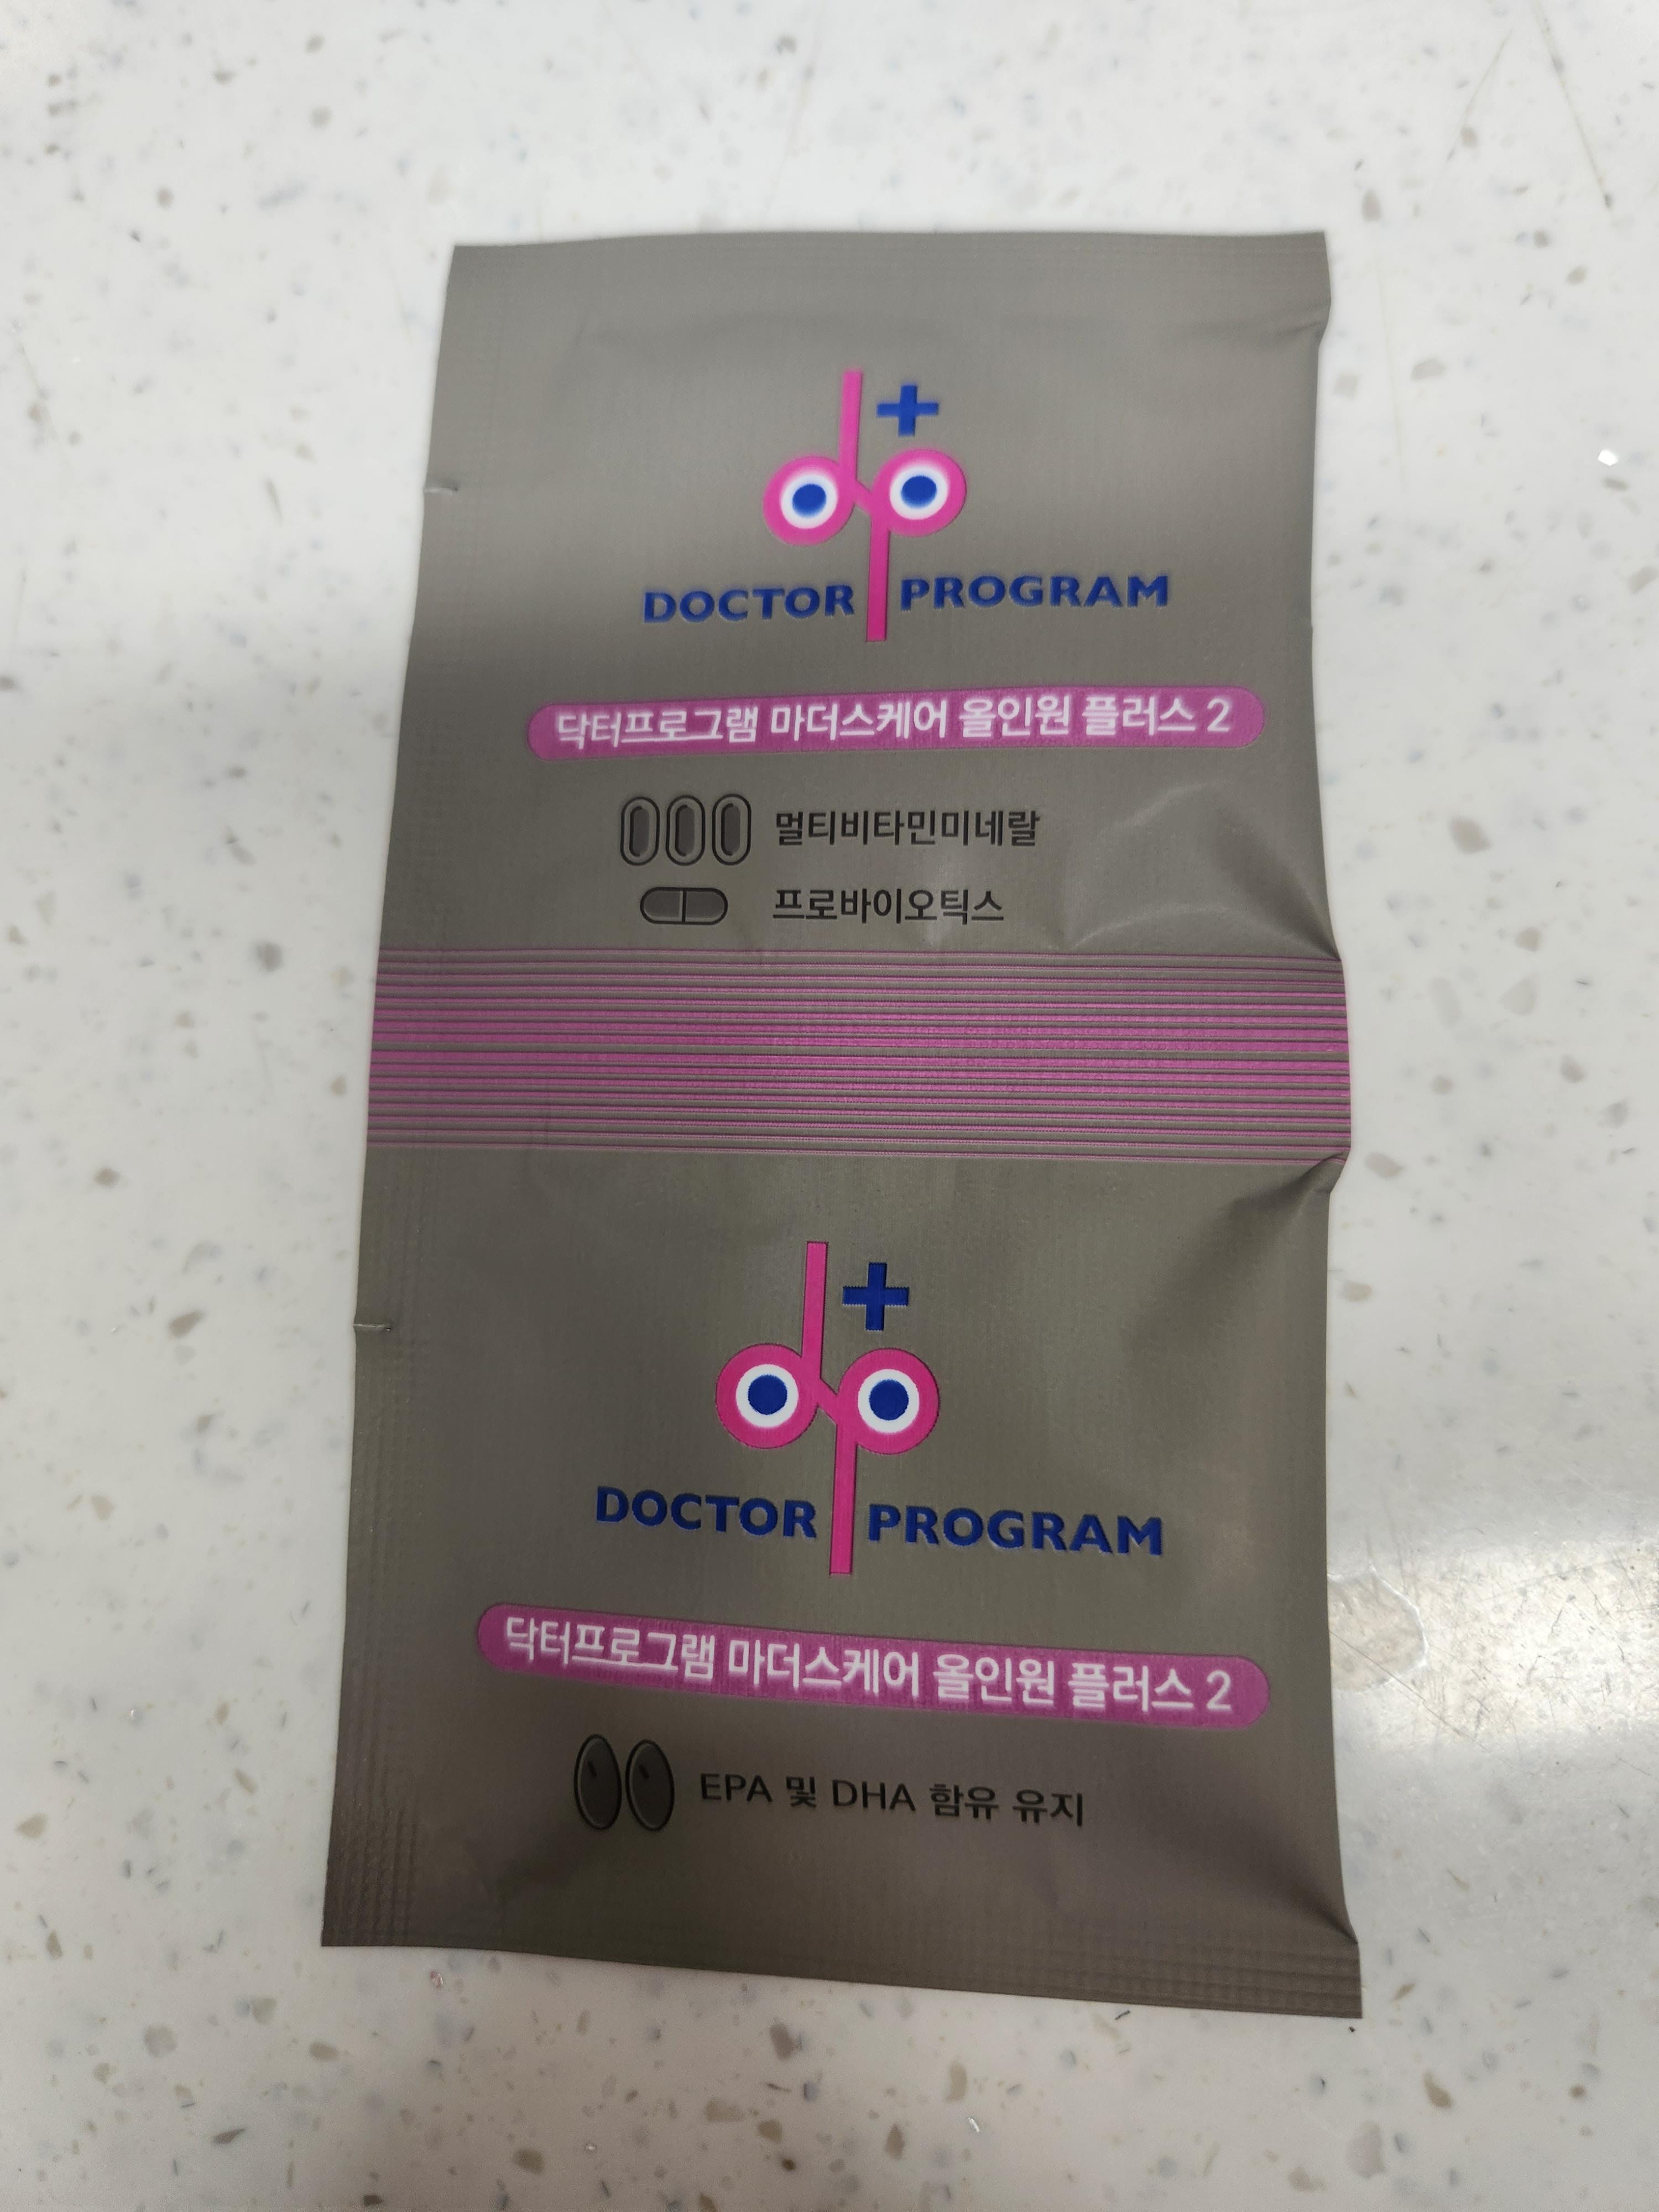 DOCTOR PROGRAM
닥터프로그램 마더스케어 올인원 플러스 2
멀티비타민미네랄
프로바이오틱스
DOCTOR PROGRAM
닥터프로그램 마더스케어 올인원 플러스 2
EPA 및 DHA 함유 유지